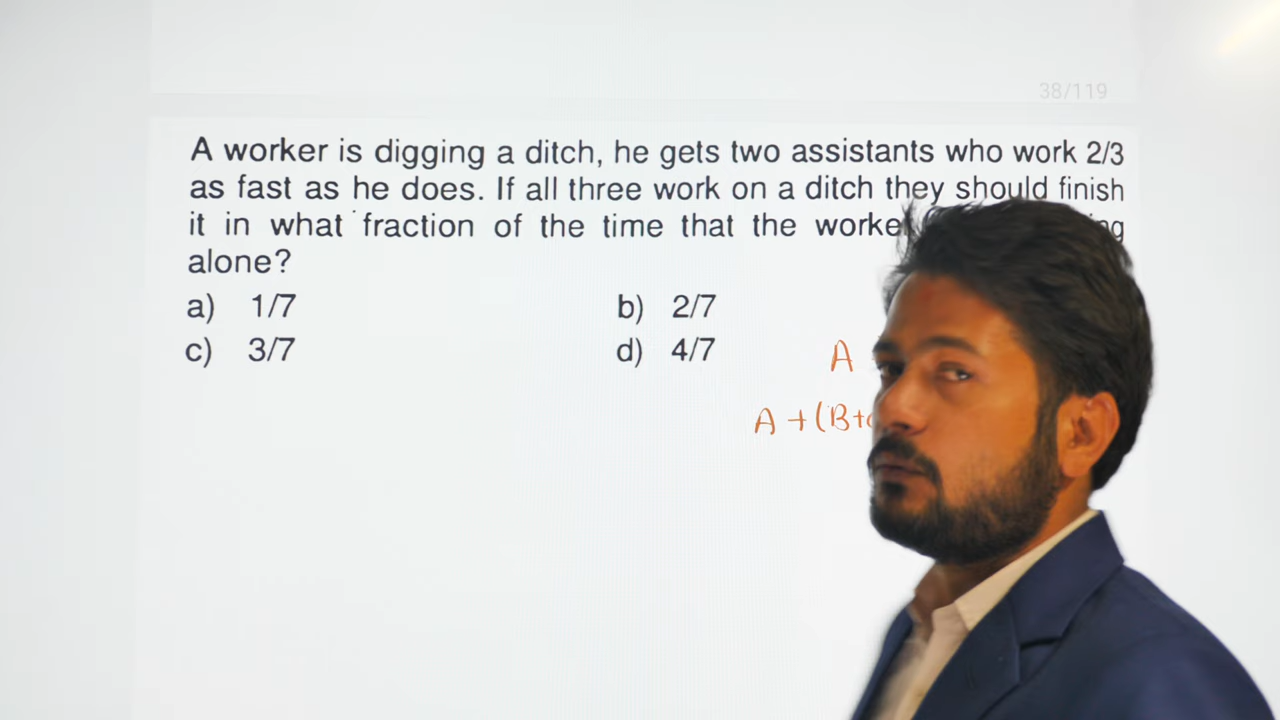 38/119
A worker is digging a ditch, he gets two assistants who work 2/3
as fast as he does. If all three work on a ditch they should finish
it in what fraction of the time that the worker
alone?
a) 1/7 b) 2/7
c) 3/7 d) 4/7
A
A + (B+